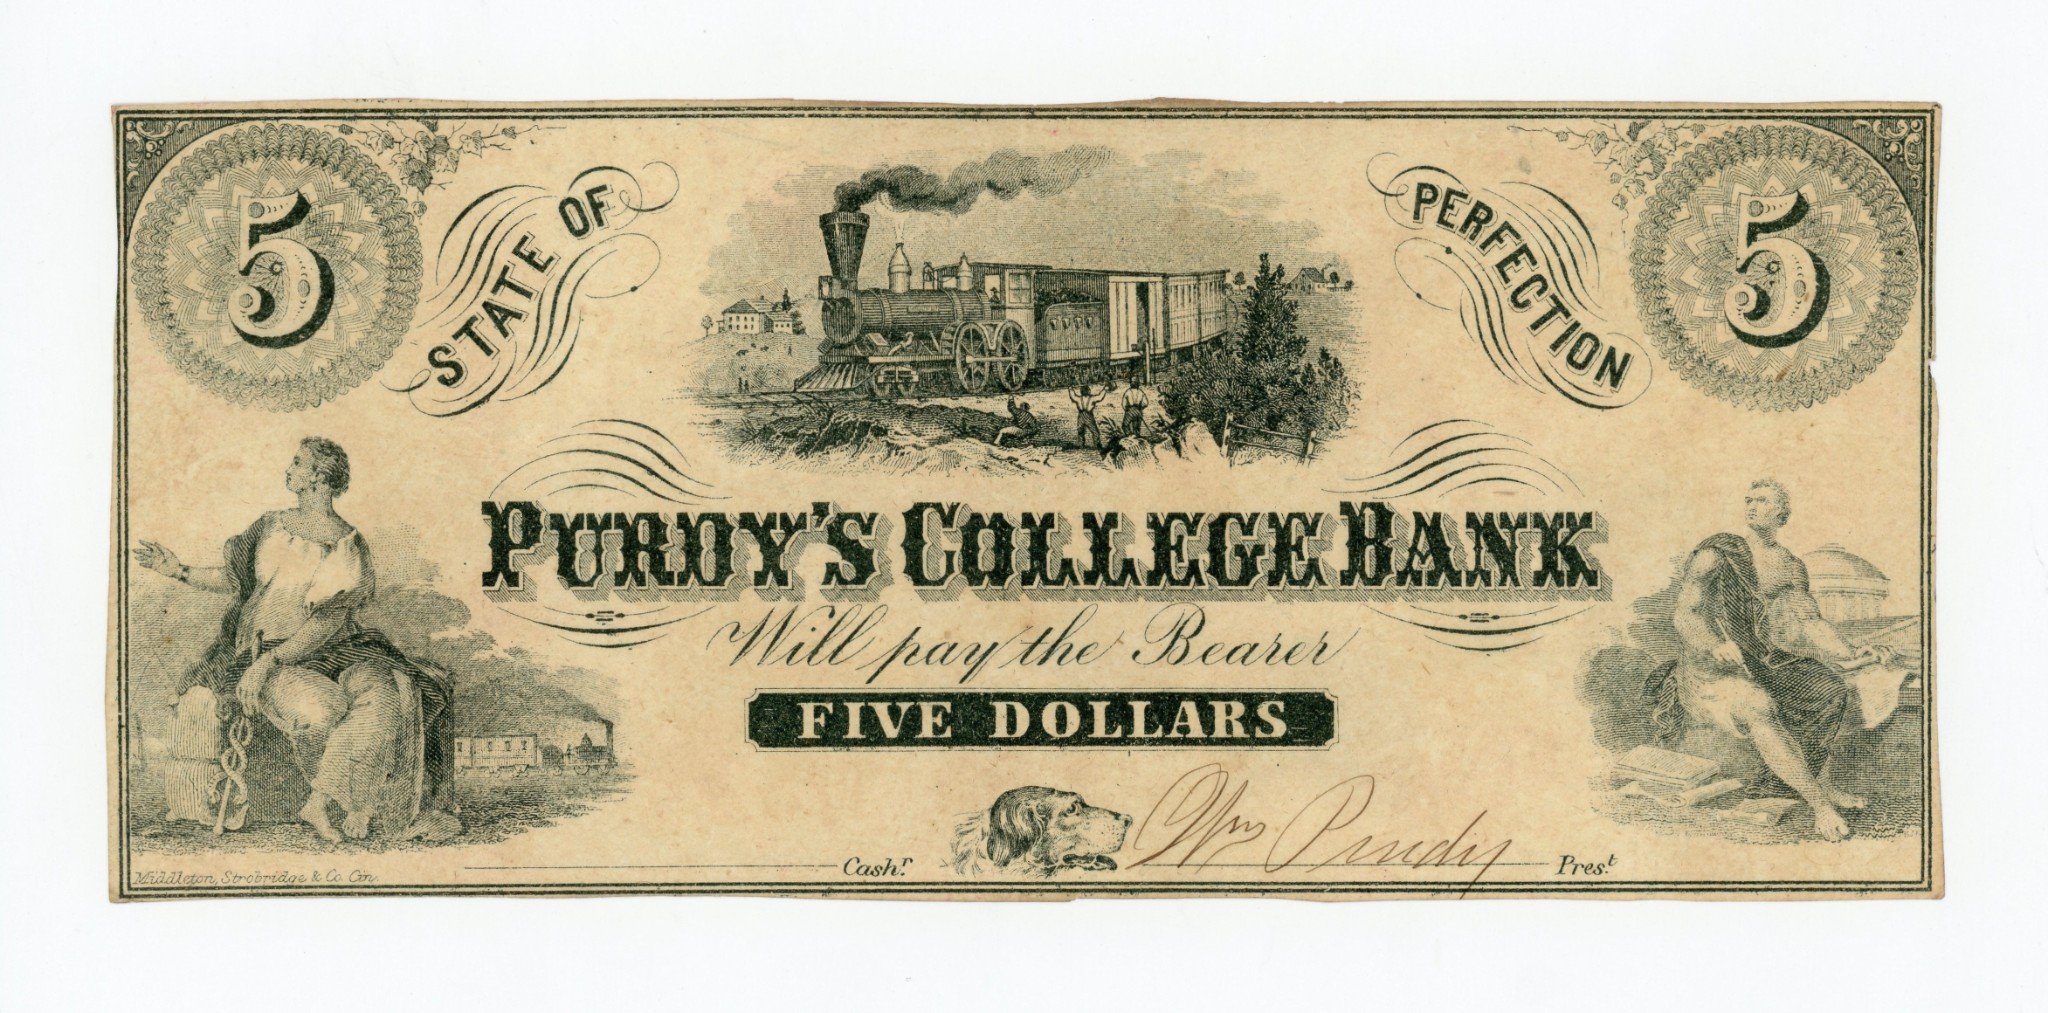 5 STATE OF PERFECTION 5
PURDY'S COLLEGE BANK
Will pay the Bearer
FIVE DOLLARS
Cash.r Wm Purdy Pres.t
Middleton, Strobridge & Co. Cin.